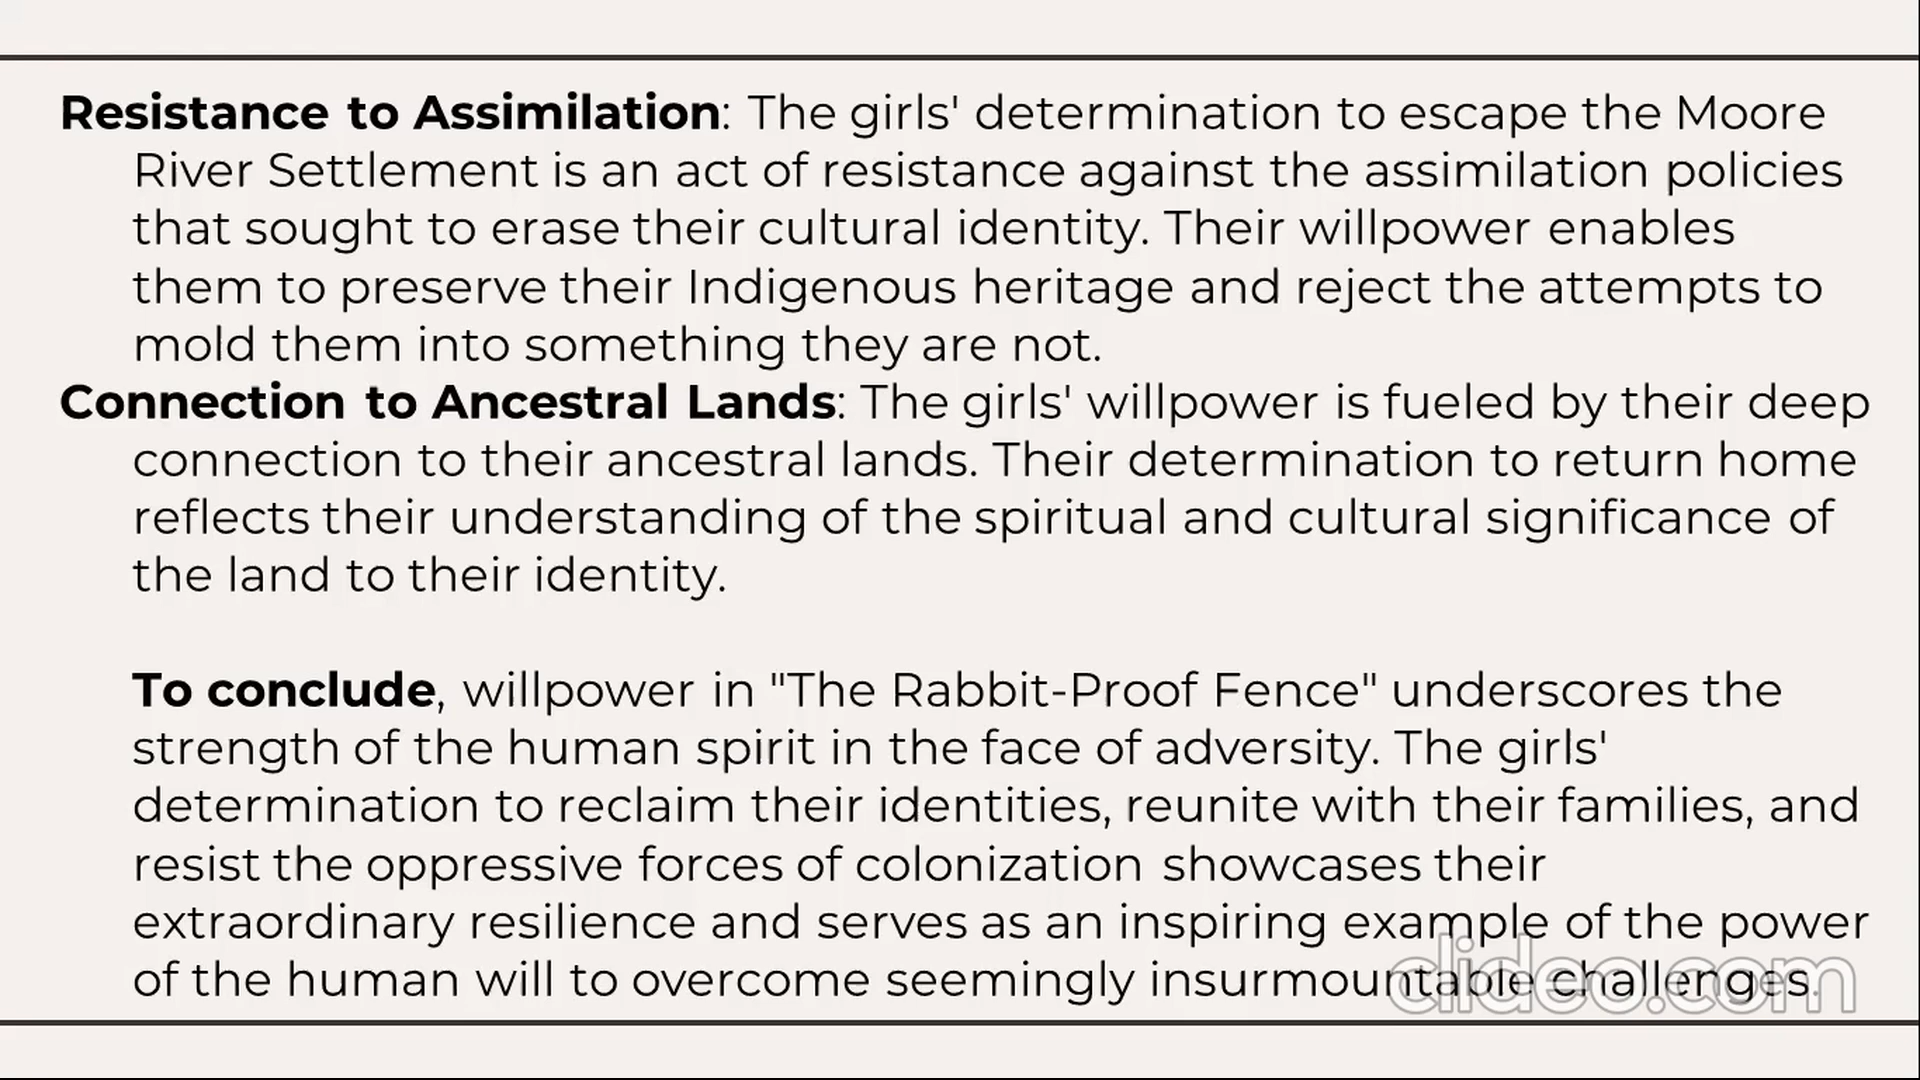 Resistance to Assimilation: The girls' determination to escape the Moore
River Settlement is an act of resistance against the assimilation policies
that sought to erase their cultural identity. Their willpower enables
them to preserve their Indigenous heritage and reject the attempts to
mold them into something they are not.
Connection to Ancestral Lands: The girls' willpower is fueled by their deep
connection to their ancestral lands. Their determination to return home
reflects their understanding of the spiritual and cultural significance of
the land to their identity.
To conclude, willpower in "The Rabbit-Proof Fence" underscores the
strength of the human spirit in the face of adversity. The girls'
determination to reclaim their identities, reunite with their families, and
resist the oppressive forces of colonization showcases their
extraordinary resilience and serves as an inspiring example of the power
of the human will to overcome seemingly insurmountable challenges.
clideo.com